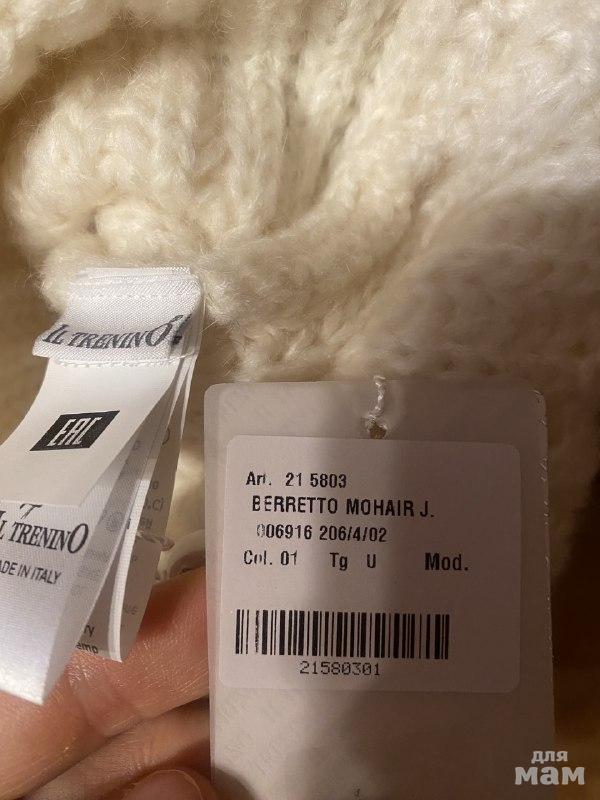 IL TRENINO
EAC
IL TRENINO
MADE IN ITALY
Art. 21 5803
BERRETTO MOHAIR J.
006916 206/4/02
Col. 01 Tg U Mod.
21580301
для
мам